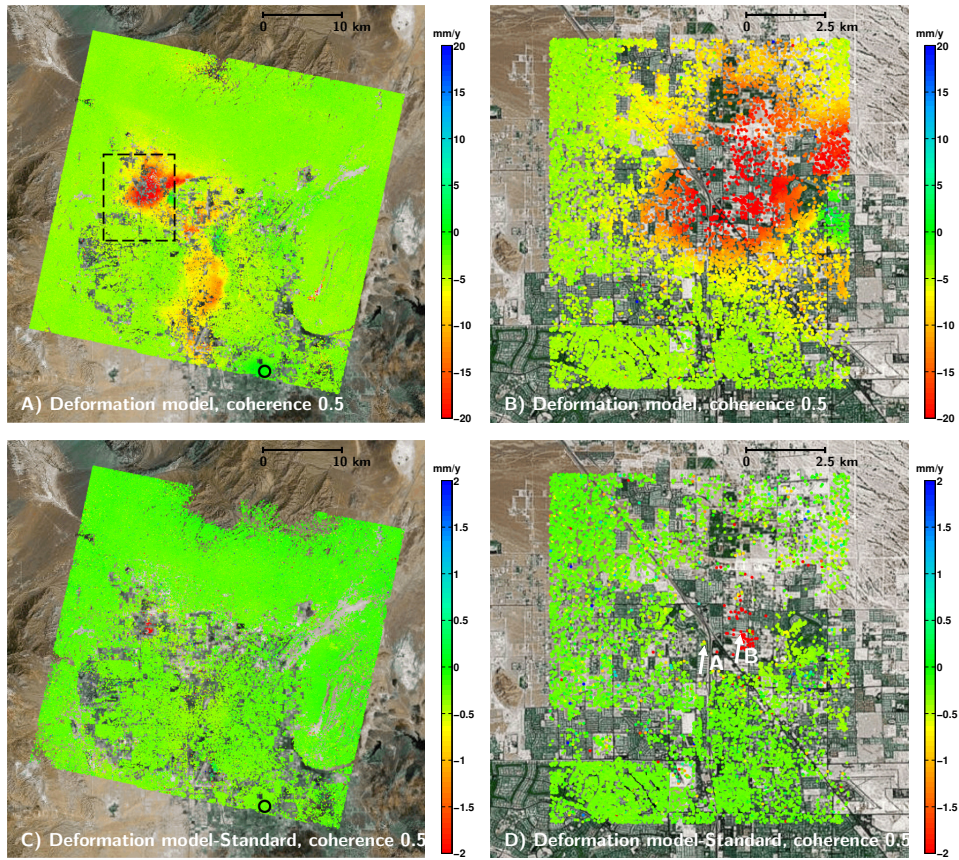 0 10 km
mm/y
20
15
10
5
0
−5
−10
−15
−20
A) Deformation model, coherence 0.5
0 2.5 km
mm/y
20
15
10
5
0
−5
−10
−15
−20
B) Deformation model, coherence 0.5
0 10 km
mm/y
2
1.5
1
0.5
0
−0.5
−1
−1.5
−2
C) Deformation model-Standard, coherence 0.5
0 2.5 km
mm/y
2
1.5
1
0.5
0
−0.5
−1
−1.5
−2
A
B
D) Deformation model-Standard, coherence 0.5